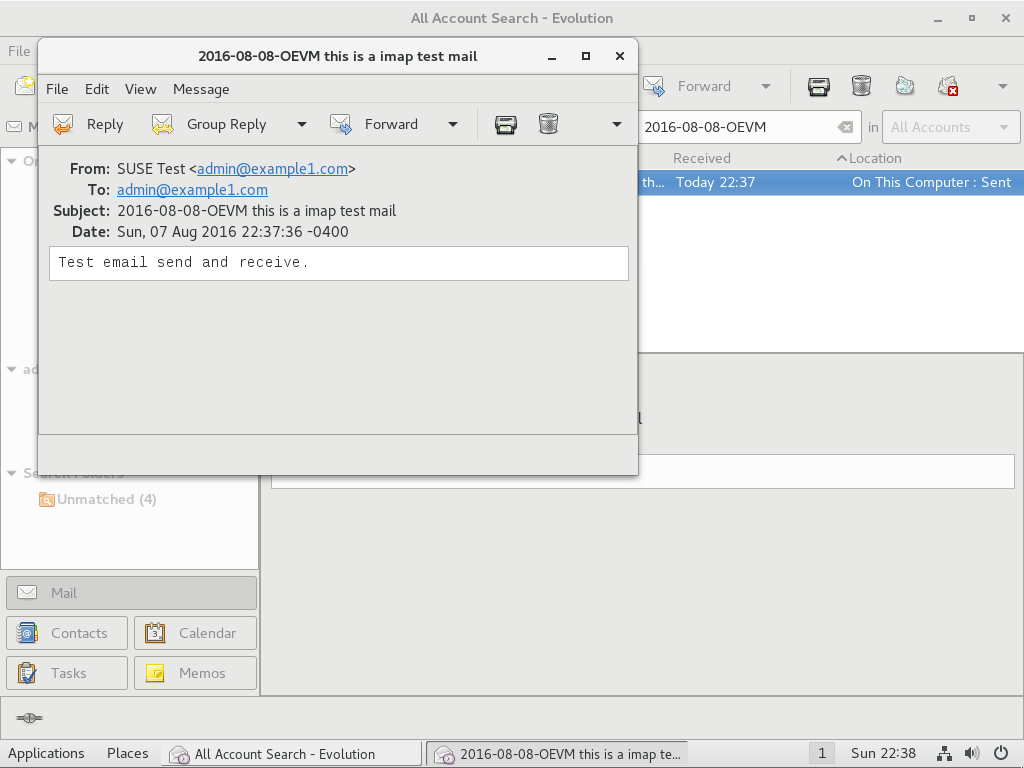 All Account Search - Evolution
File
2016-08-08-OEVM this is a imap test mail
File Edit View Message
Reply Group Reply Forward
Forward
From: SUSE Test <admin@example1.com>
To: admin@example1.com
Subject: 2016-08-08-OEVM this is a imap test mail
Date: Sun, 07 Aug 2016 22:37:36 -0400
Test email send and receive.
2016-08-08-OEVM in All Accounts
Received Location
th... Today 22:37 On This Computer : Sent
Search Folders
Unmatched (4)
Mail
Contacts Calendar
Tasks Memos
Applications Places All Account Search - Evolution 2016-08-08-OEVM this is a imap te... 1 Sun 22:38